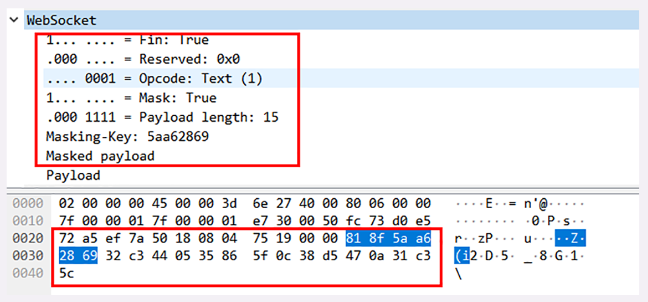 WebSocket
1... .... = Fin: True
.000 .... = Reserved: 0x0
.... 0001 = Opcode: Text (1)
1... .... = Mask: True
.000 1111 = Payload length: 15
Masking-Key: 5aa62869
Masked payload
Payload
0000 02 00 00 00 45 00 00 3d 6e 27 40 00 80 06 00 00 ····E··= n'@·····
0010 7f 00 00 01 7f 00 00 01 e7 30 00 50 fc 73 d0 e5 ········ ·0·P·s··
0020 72 a5 ef 7a 50 18 08 04 75 19 00 00 81 8f 5a a6 r··zP··· u·····Z·
0030 28 69 32 c3 44 05 35 86 5f 0c 38 d5 47 0a 31 c3 (i2·D·5· _·8·G·1·
0040 5c \